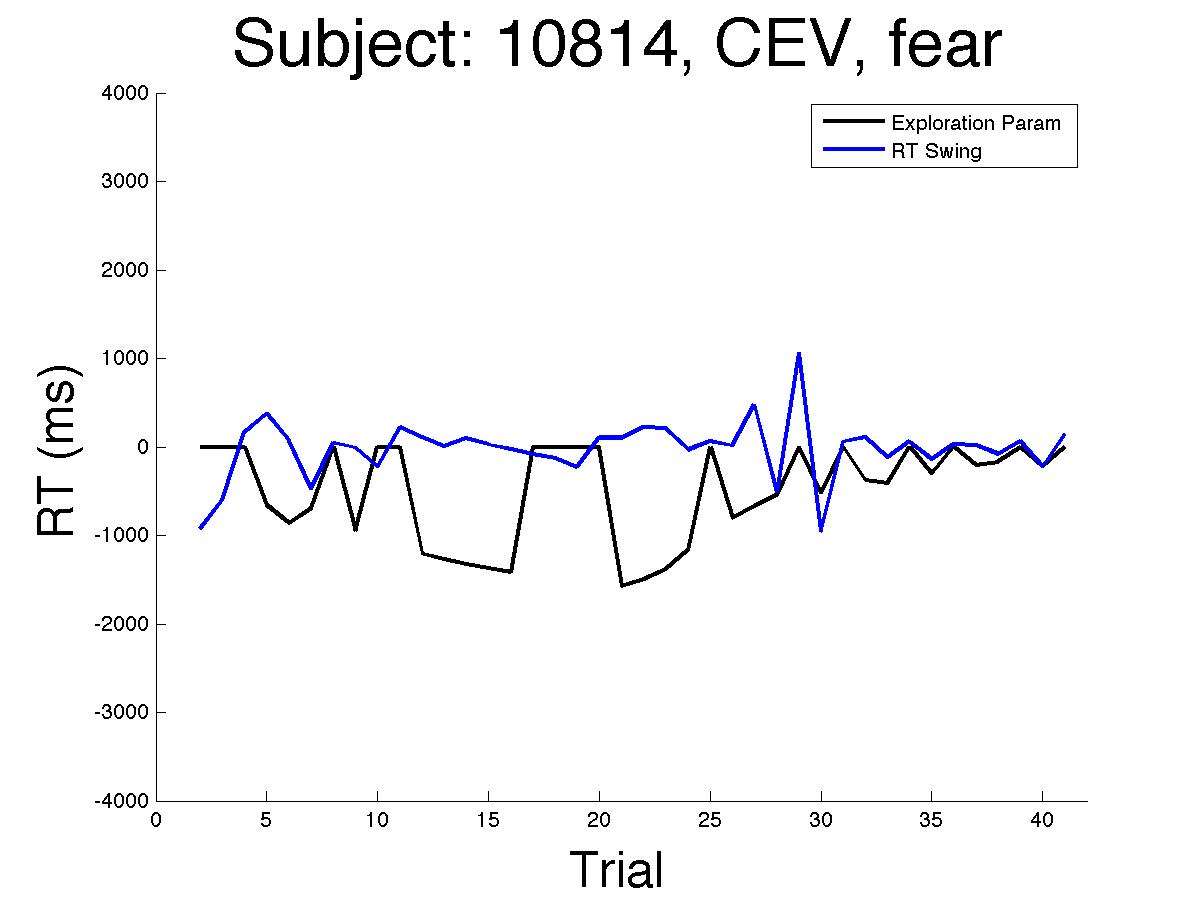 Subject: 10814, CEV, fear
4000
3000
2000
1000
0
-1000
-2000
-3000
-4000
RT (ms)
Exploration Param
RT Swing
0 5 10 15 20 25 30 35 40
Trial